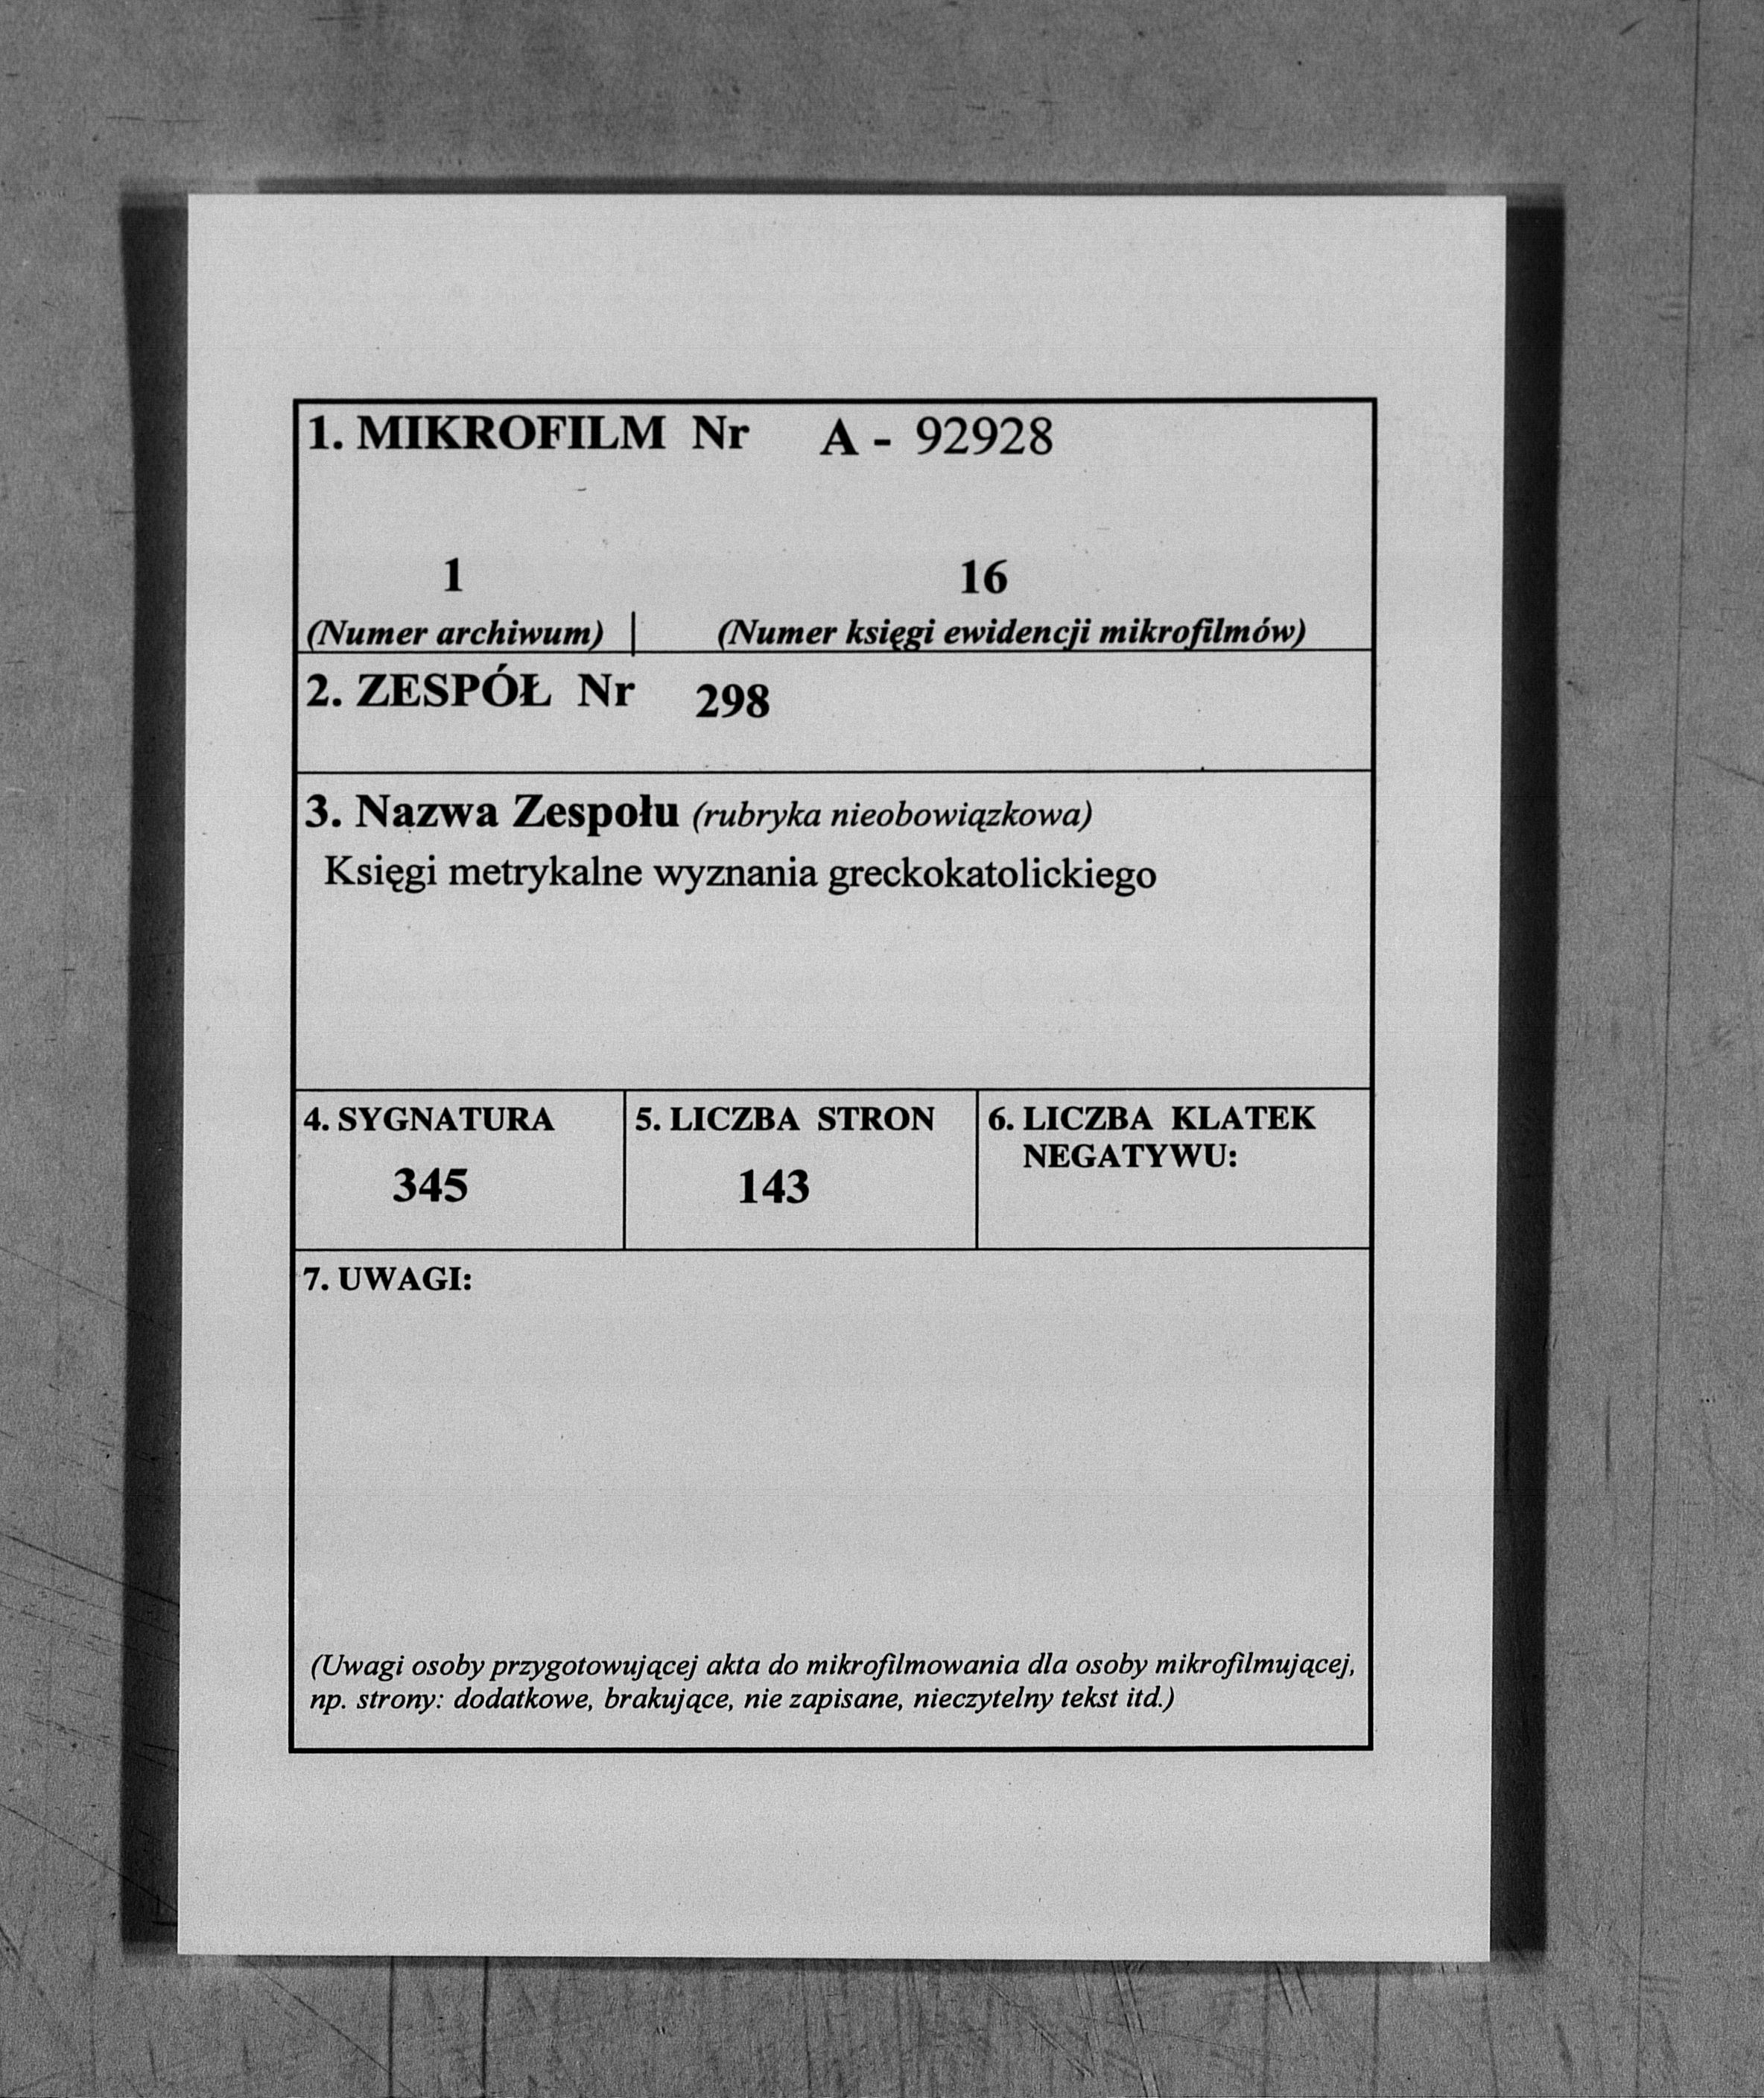 1. MIKROFILM Nr A - 92928
1 16
(Numer archiwum) (Numer księgi ewidencji mikrofilmów)
2. ZESPÓŁ Nr 298
3. Nazwa Zespołu (rubryka nieobowiązkowa)
Księgi metrykalne wyznania greckokatolickiego
4. SYGNATURA
345
5. LICZBA STRON
143
6. LICZBA KLATEK
NEGATYWU:
7. UWAGI:
(Uwagi osoby przygotowującej akta do mikrofilmowania dla osoby mikrofilmującej,
np. strony: dodatkowe, brakujące, nie zapisane, nieczytelny tekst itd.)